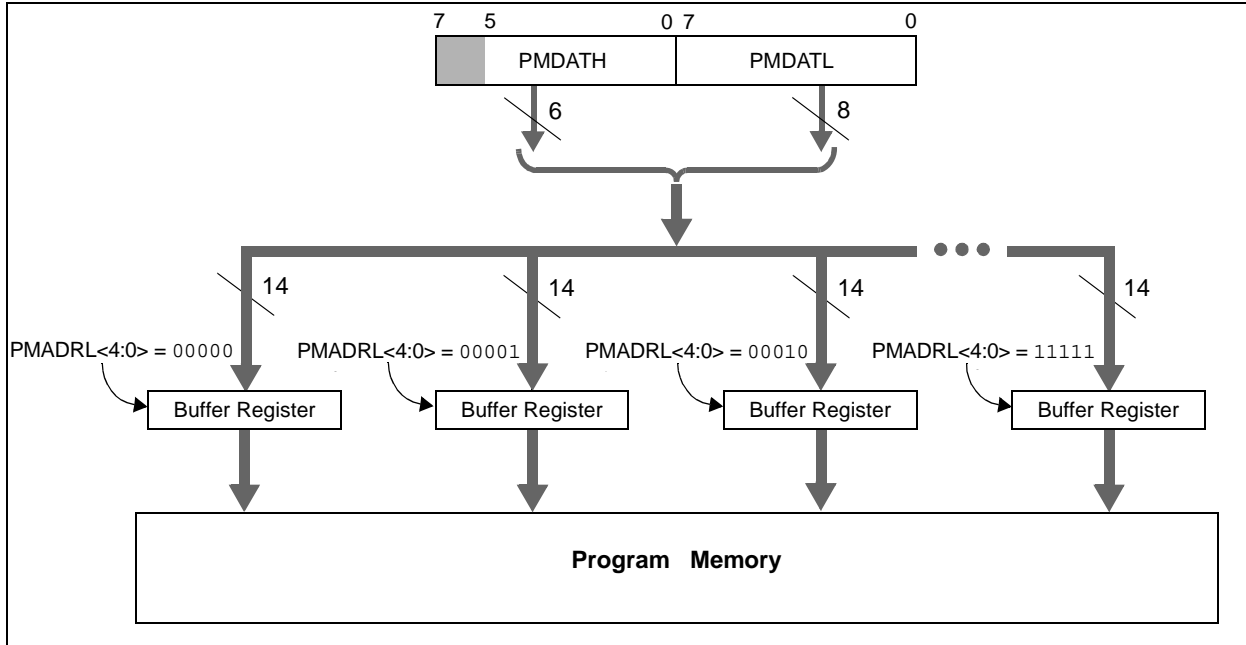 7 5 0 7 0
PMDATH PMDATL
6 8
14 14 14 14
PMADRL<4:0> = 00000 PMADRL<4:0> = 00001 PMADRL<4:0> = 00010 PMADRL<4:0> = 11111
Buffer Register Buffer Register Buffer Register Buffer Register
Program Memory